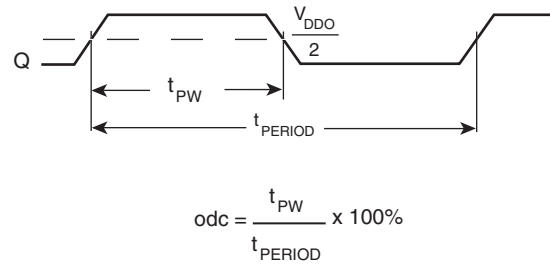 V_DDO
2
Q
t_PW
t_PERIOD
odc = t_PW / t_PERIOD x 100%